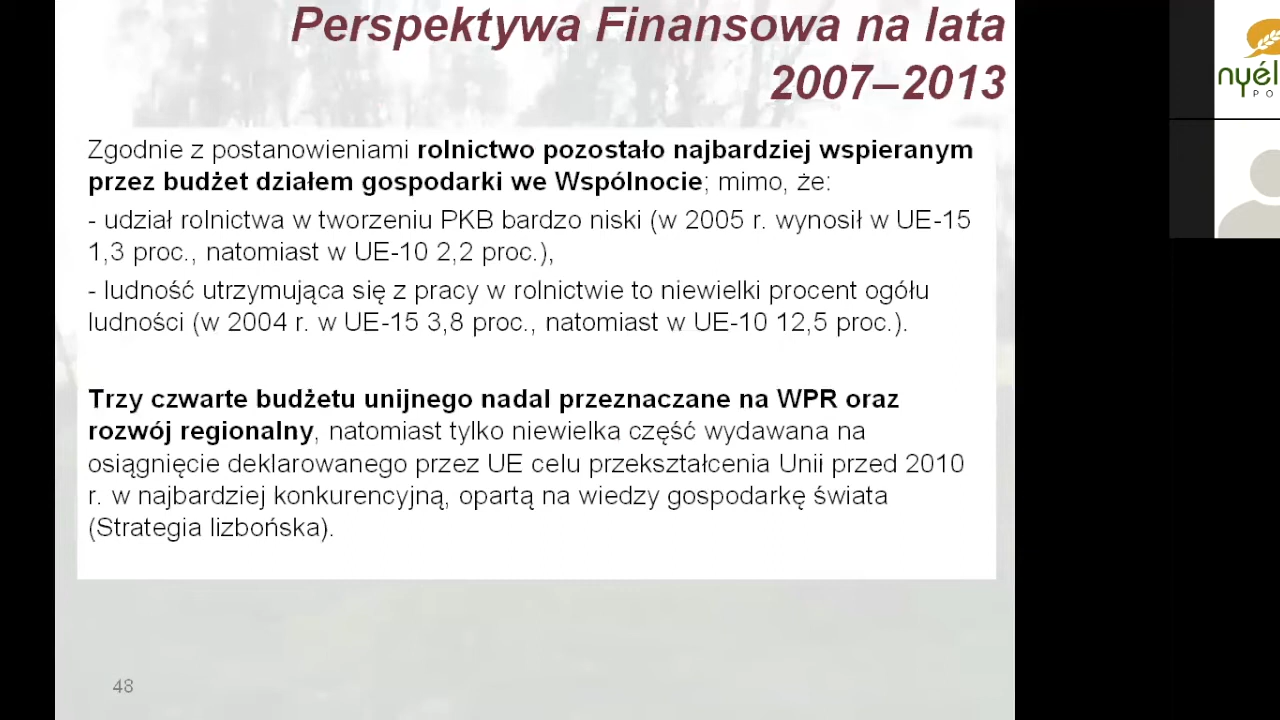 Perspektywa Finansowa na lata
2007–2013
Zgodnie z postanowieniami rolnictwo pozostało najbardziej wspieranym
przez budżet działem gospodarki we Wspólnocie; mimo, że:
- udział rolnictwa w tworzeniu PKB bardzo niski (w 2005 r. wynosił w UE-15
1,3 proc., natomiast w UE-10 2,2 proc.),
- ludność utrzymująca się z pracy w rolnictwie to niewielki procent ogółu
ludności (w 2004 r. w UE-15 3,8 proc., natomiast w UE-10 12,5 proc.).
Trzy czwarte budżetu unijnego nadal przeznaczane na WPR oraz
rozwój regionalny, natomiast tylko niewielka część wydawana na
osiągnięcie deklarowanego przez UE celu przekształcenia Unii przed 2010
r. w najbardziej konkurencyjną, opartą na wiedzy gospodarkę świata
(Strategia lizbońska).
48
nyél
PO